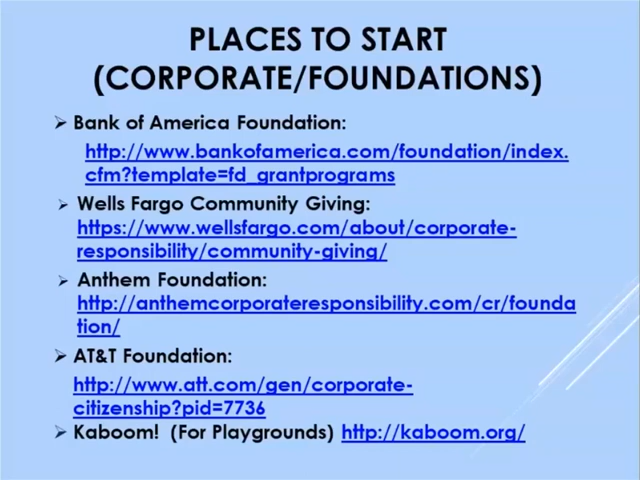 PLACES TO START
(CORPORATE/FOUNDATIONS)
Bank of America Foundation:
http://www.bankofamerica.com/foundation/index.
cfm?template=fd_grantprograms
Wells Fargo Community Giving:
https://www.wellsfargo.com/about/corporate-
responsibility/community-giving/
Anthem Foundation:
http://anthemcorporateresponsibility.com/cr/founda
tion/
AT&T Foundation:
http://www.att.com/gen/corporate-
citizenship?pid=7736
Kaboom!  (For Playgrounds) http://kaboom.org/